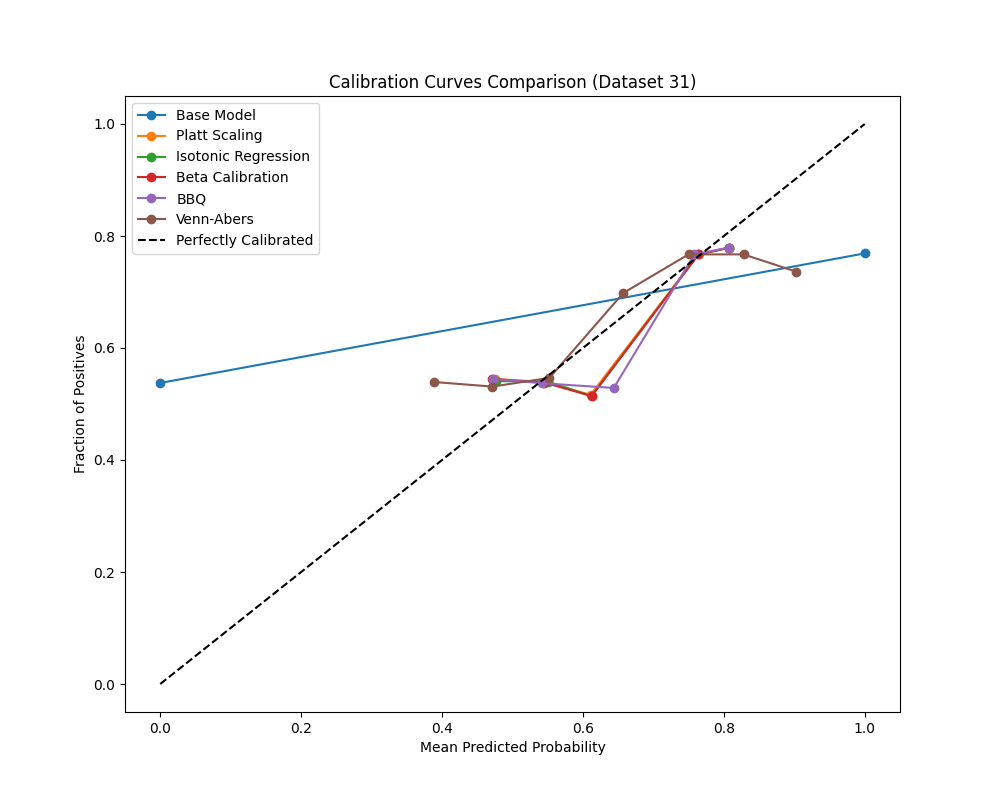 Calibration Curves Comparison (Dataset 31)
Base Model
Platt Scaling
Isotonic Regression
Beta Calibration
BBQ
Venn-Abers
Perfectly Calibrated
Fraction of Positives
1.0
0.8
0.6
0.4
0.2
0.0
0.0 0.2 0.4 0.6 0.8 1.0
Mean Predicted Probability